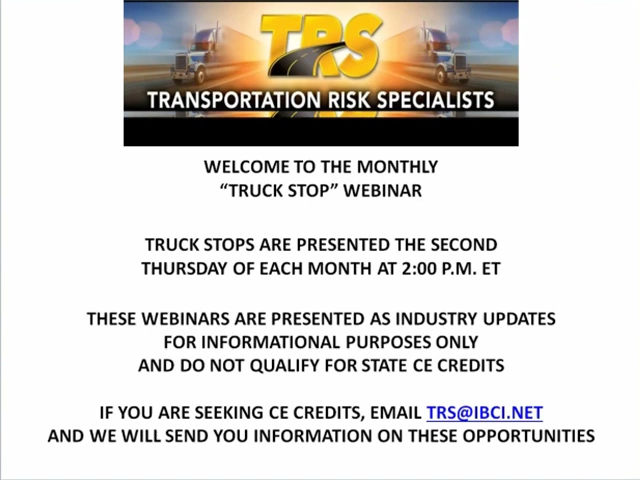 TRS
TRANSPORTATION RISK SPECIALISTS
WELCOME TO THE MONTHLY
“TRUCK STOP” WEBINAR
TRUCK STOPS ARE PRESENTED THE SECOND
THURSDAY OF EACH MONTH AT 2:00 P.M. ET
THESE WEBINARS ARE PRESENTED AS INDUSTRY UPDATES
FOR INFORMATIONAL PURPOSES ONLY
AND DO NOT QUALIFY FOR STATE CE CREDITS
IF YOU ARE SEEKING CE CREDITS, EMAIL TRS@IBCI.NET
AND WE WILL SEND YOU INFORMATION ON THESE OPPORTUNITIES